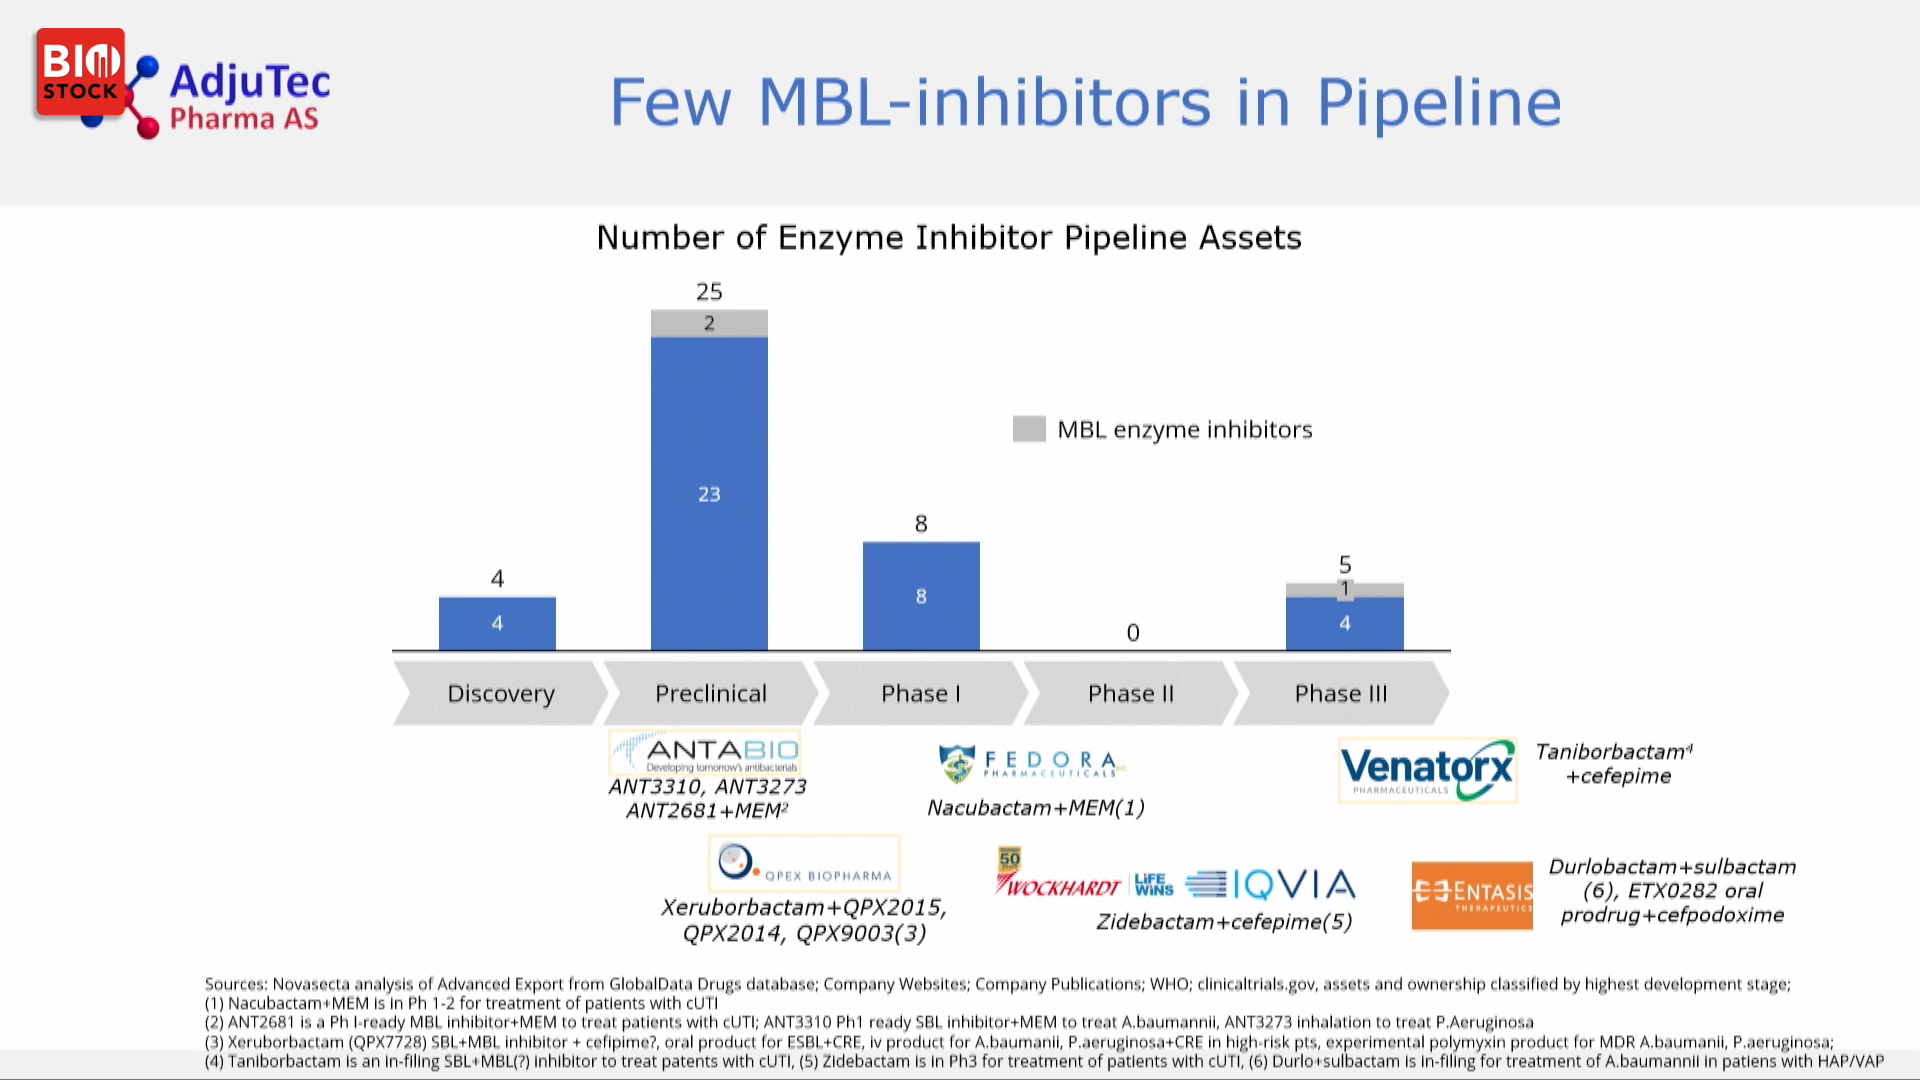 BIO
STOCK
AdjuTec
Pharma AS
Few MBL-inhibitors in Pipeline
Number of Enzyme Inhibitor Pipeline Assets
25
2
23
MBL enzyme inhibitors
8
8
4
4
0
5
1
4
Discovery
Preclinical
Phase I
Phase II
Phase III
ANTABIO
Developing tomorrow's antibacterials
ANT3310, ANT3273
ANT2681+MEM²
FEDORA
PHARMACEUTICALS
Nacubactam+MEM(1)
Venatorx
PHARMACEUTICALS
Taniborbactam⁴
+cefepime
QPEX BIOPHARMA
Xeruborbactam+QPX2015,
QPX2014, QPX9003(3)
50
WOCKHARDT
LiFE
WiNS
IQVIA
Zidebactam+cefepime(5)
ENTASIS
THERAPEUTICS
Durlobactam+sulbactam
(6), ETX0282 oral
prodrug+cefpodoxime
Sources: Novasecta analysis of Advanced Export from GlobalData Drugs database; Company Websites; Company Publications; WHO; clinicaltrials.gov, assets and ownership classified by highest development stage;
(1) Nacubactam+MEM is in Ph 1-2 for treatment of patients with cUTI
(2) ANT2681 is a Ph I-ready MBL inhibitor+MEM to treat patients with cUTI; ANT3310 Ph1 ready SBL inhibitor+MEM to treat A.baumannii, ANT3273 inhalation to treat P.Aeruginosa
(3) Xeruborbactam (QPX7728) SBL+MBL inhibitor + cefipime?, oral product for ESBL+CRE, iv product for A.baumanii, P.aeruginosa+CRE in high-risk pts, experimental polymyxin product for MDR A.baumanii, P.aeruginosa;
(4) Taniborbactam is an in-filing SBL+MBL(?) inhibitor to treat patents with cUTI, (5) Zidebactam is in Ph3 for treatment of patients with cUTI, (6) Durlo+sulbactam is in-filing for treatment of A.baumannii in patiens with HAP/VAP